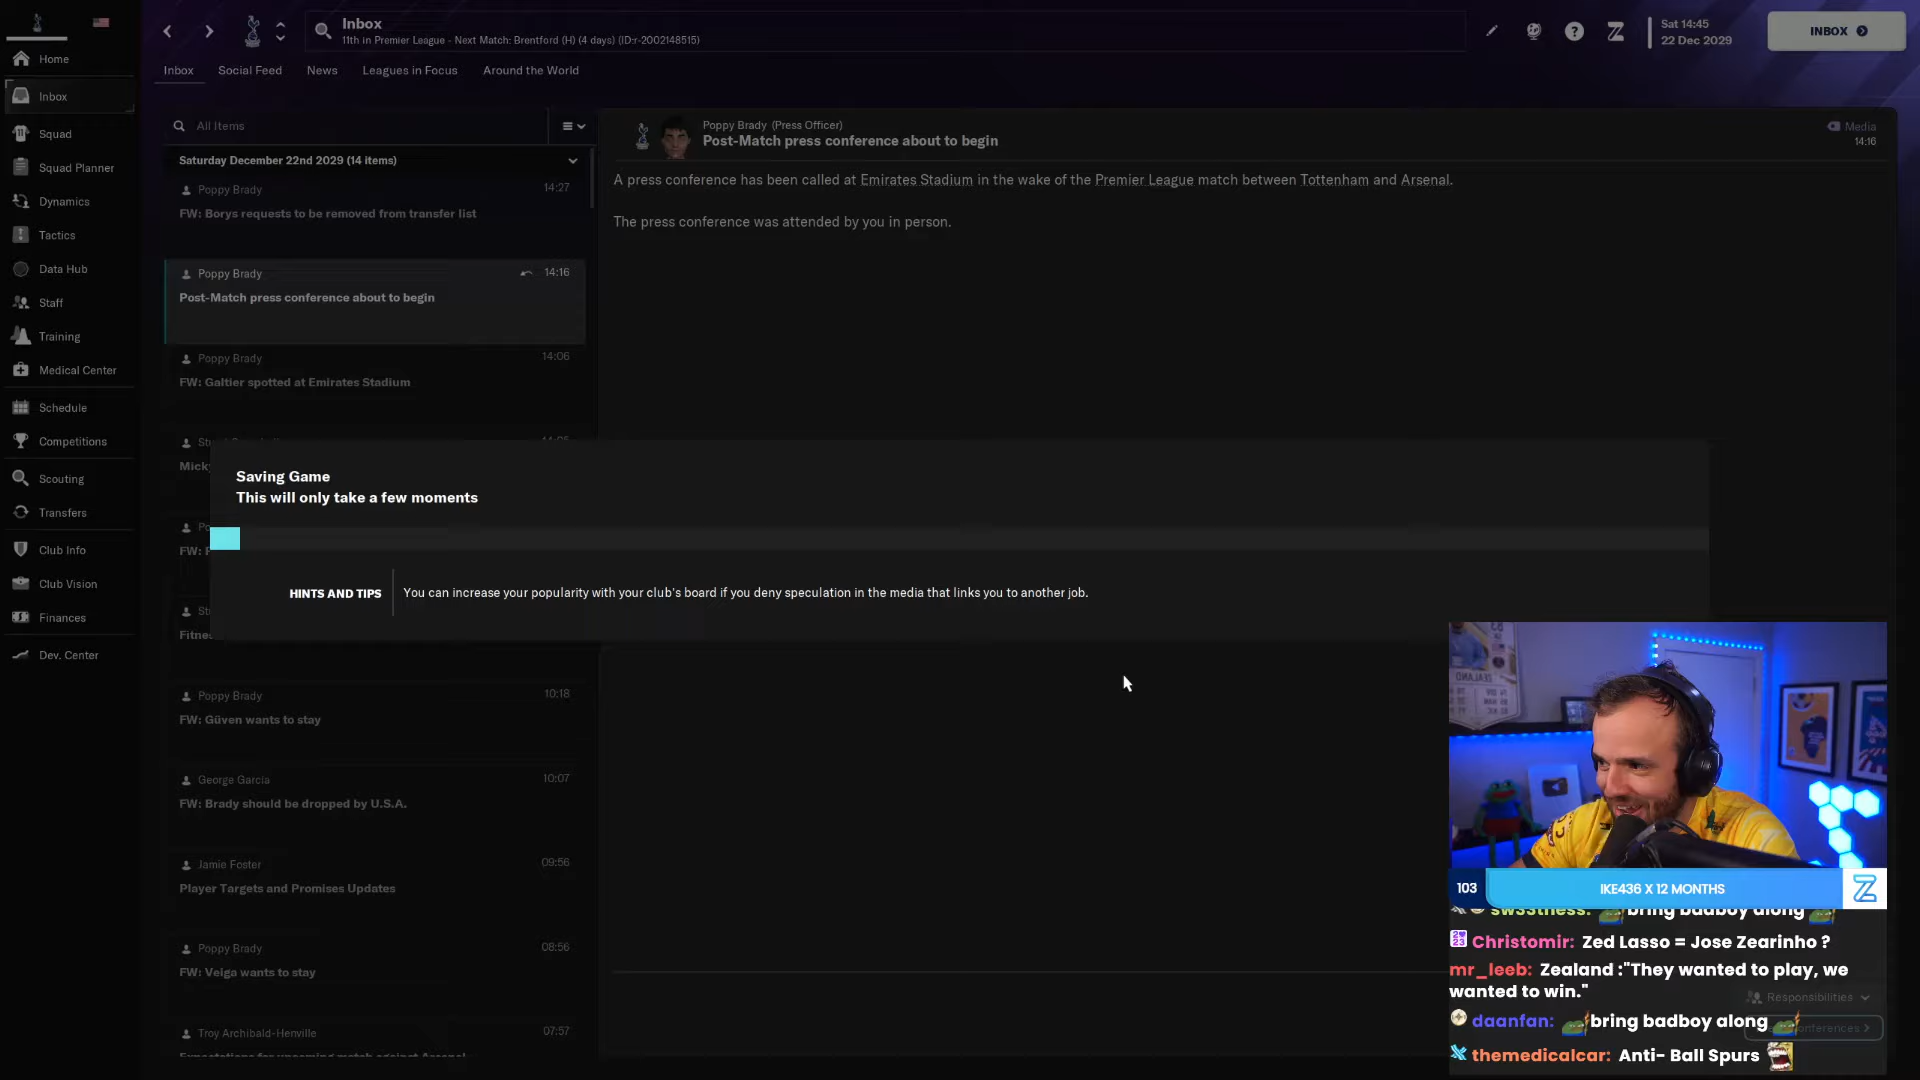 Inbox
11th in Premier League - Next Match: Brentford (H) (4 days) (ID:r-2002148515)
Sat 14:45
22 Dec 2029
INBOX
Home
Inbox
Squad
Squad Planner
Dynamics
Tactics
Data Hub
Staff
Training
Medical Center
Schedule
Competitions
Scouting
Transfers
Club Info
Club Vision
Finances
Dev. Center
Inbox
Social Feed
News
Leagues in Focus
Around the World
All Items
Saturday December 22nd 2029 (14 items)
Poppy Brady
14:27
FW: Borys requests to be removed from transfer list
Poppy Brady
14:16
Post-Match press conference about to begin
Poppy Brady
14:06
FW: Galtier spotted at Emirates Stadium
Poppy Brady
10:18
FW: Güven wants to stay
George Garcia
10:07
FW: Brady should be dropped by U.S.A.
Jamie Foster
09:56
Player Targets and Promises Updates
Poppy Brady
08:56
FW: Veiga wants to stay
Troy Archibald-Henville
07:57
Expectations for upcoming match against Arsenal
Poppy Brady (Press Officer)
Post-Match press conference about to begin
Media
14:16
A press conference has been called at Emirates Stadium in the wake of the Premier League match between Tottenham and Arsenal.
The press conference was attended by you in person.
Saving Game
This will only take a few moments
HINTS AND TIPS
You can increase your popularity with your club's board if you deny speculation in the media that links you to another job.
103
IKE436 X 12 MONTHS
sw33tness: bring badboy along
Christomir: Zed Lasso = Jose Zearinho ?
mr_leeb: Zealand :"They wanted to play, we
wanted to win."
Responsibilities
daanfan: bring badboy along
themedicalcar: Anti- Ball Spurs